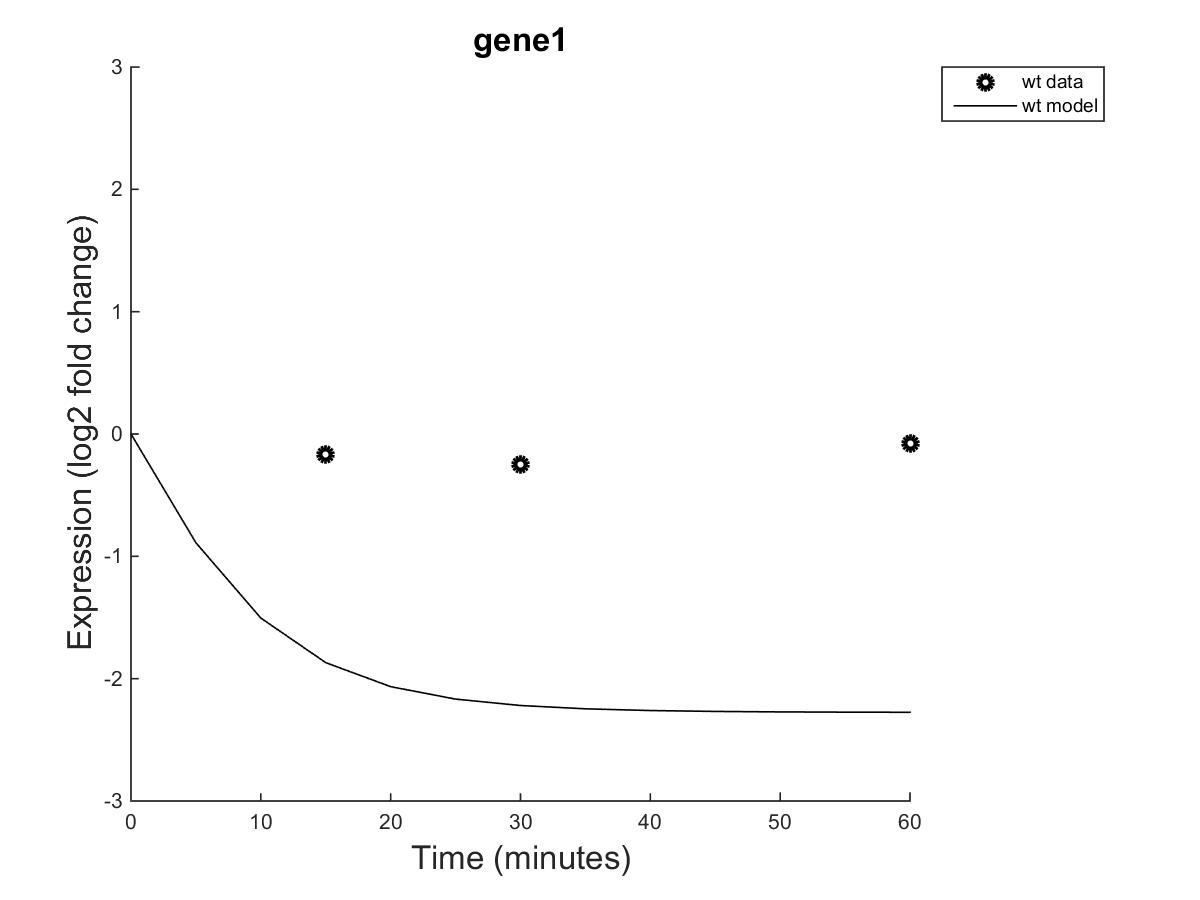 gene1
wt data
wt model
3
2
1
0
-1
-2
-3
Expression (log2 fold change)
0 10 20 30 40 50 60
Time (minutes)